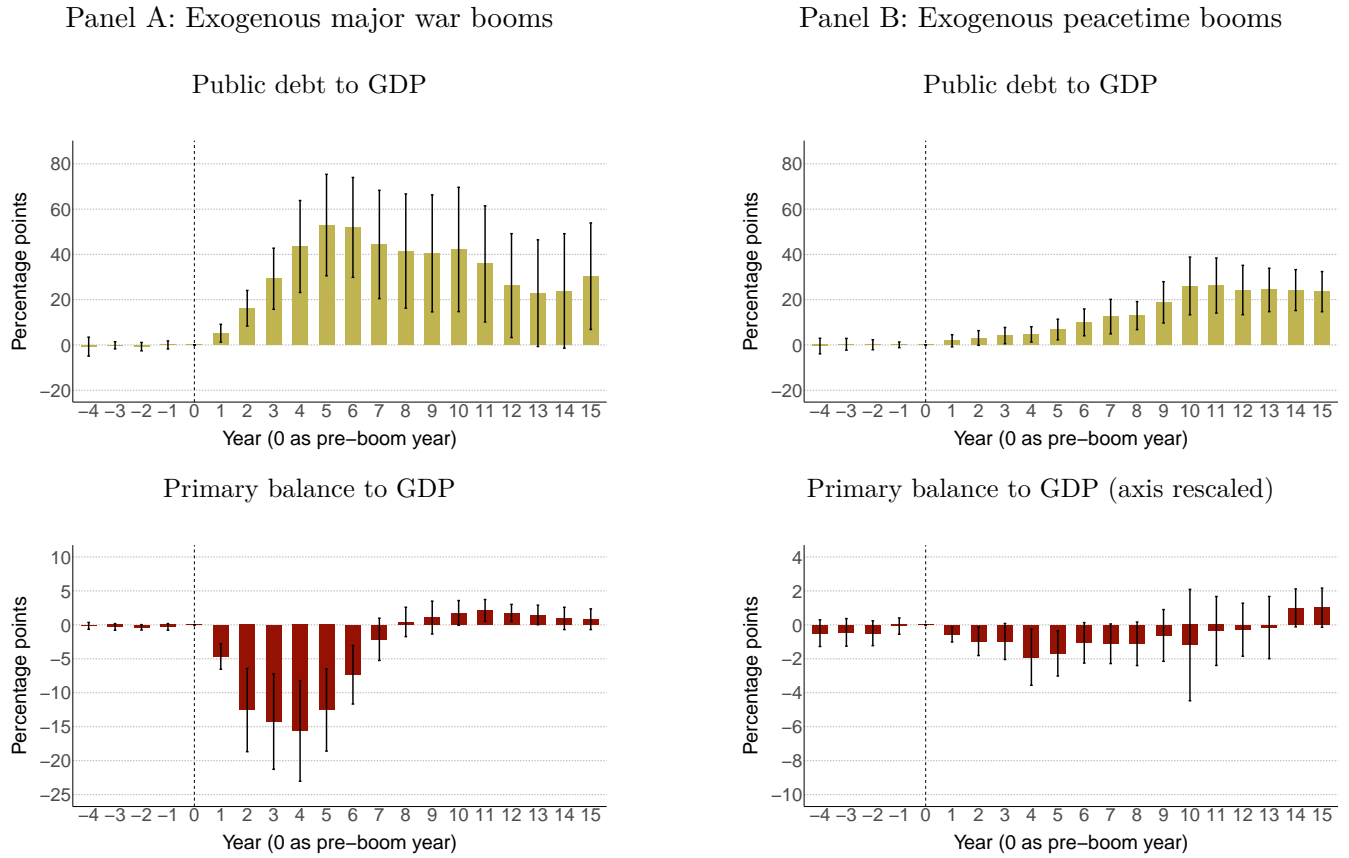 Panel A: Exogenous major war booms
Public debt to GDP
Percentage points
80
60
40
20
0
−20
−4 −3 −2 −1 0 1 2 3 4 5 6 7 8 9 10 11 12 13 14 15
Year (0 as pre−boom year)
Primary balance to GDP
Percentage points
10
5
0
−5
−10
−15
−20
−25
−4 −3 −2 −1 0 1 2 3 4 5 6 7 8 9 10 11 12 13 14 15
Year (0 as pre−boom year)
Panel B: Exogenous peacetime booms
Public debt to GDP
Percentage points
80
60
40
20
0
−20
−4 −3 −2 −1 0 1 2 3 4 5 6 7 8 9 10 11 12 13 14 15
Year (0 as pre−boom year)
Primary balance to GDP (axis rescaled)
Percentage points
4
2
0
−2
−4
−6
−8
−10
−4 −3 −2 −1 0 1 2 3 4 5 6 7 8 9 10 11 12 13 14 15
Year (0 as pre−boom year)